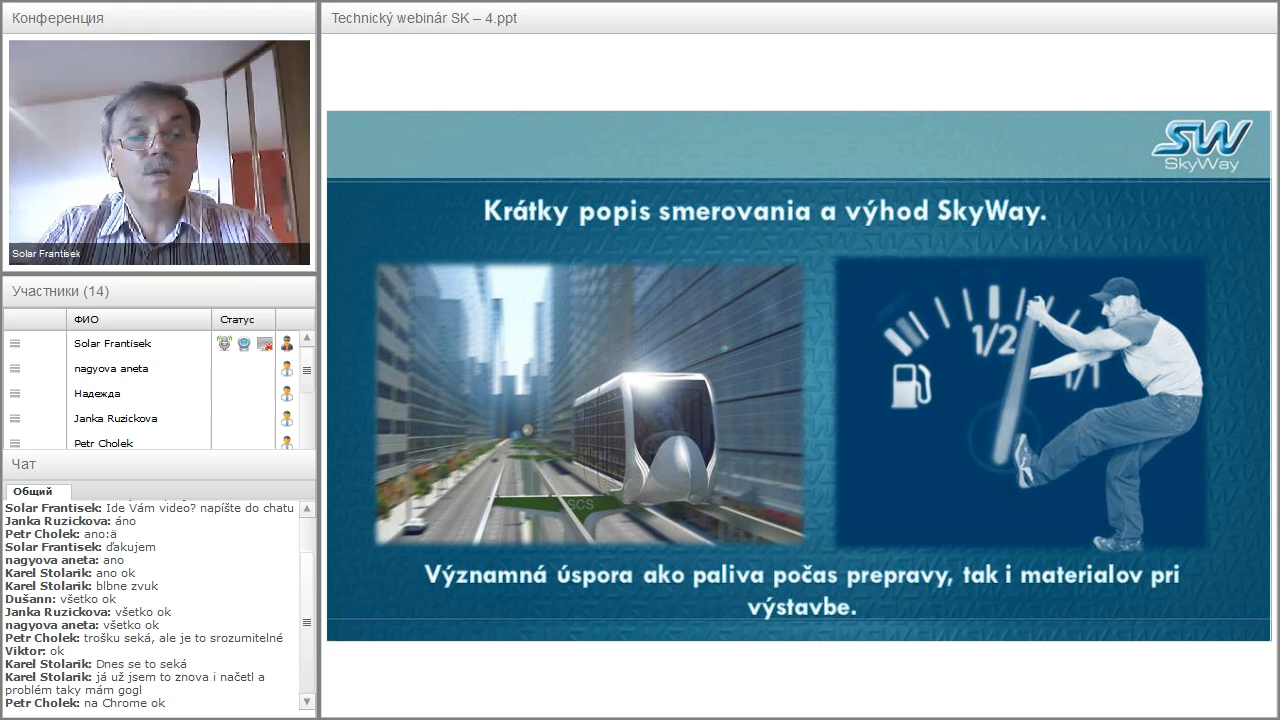 Конференция
Solar Frantisek
Участники (14)
ФИО
Статус
Solar Frantisek
nagyova aneta
Надежда
Janka Ruzickova
Petr Cholek
Чат
Общий
Solar Frantisek: Ide Vám video? napíšte do chatu
Janka Ruzickova: áno
Petr Cholek: ano:ä
Solar Frantisek: ďakujem
nagyova aneta: ano
Karel Stolarik: ano ok
Karel Stolarik: blbne zvuk
Dušann: všetko ok
Janka Ruzickova: všetko ok
nagyova aneta: všetko ok
Petr Cholek: trošku seká, ale je to srozumitelné
Viktor: ok
Karel Stolarik: Dnes se to seká
Karel Stolarik: já už jsem to znova i načetl a
problém taky mám gogl
Petr Cholek: na Chrome ok
Technický webinár SK – 4.ppt
SW
SkyWay
Krátky popis smerovania a výhod SkyWay.
SCS
1/2
1/1
Významná úspora ako paliva počas prepravy, tak i materialov pri
výstavbe.